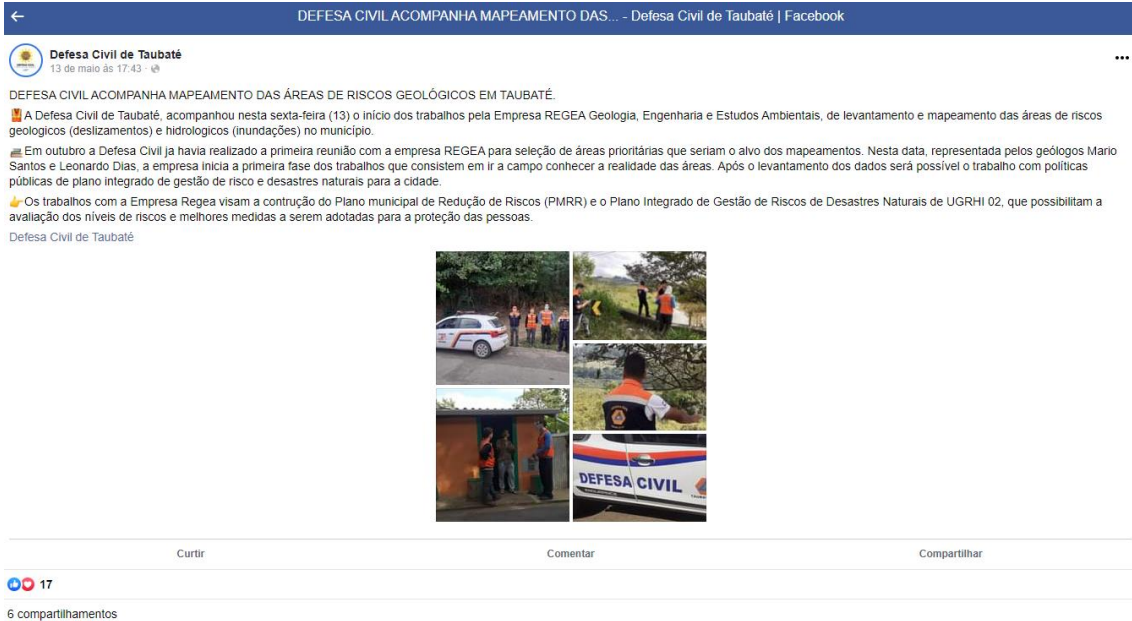 DEFESA CIVIL ACOMPANHA MAPEAMENTO DAS... - Defesa Civil de Taubaté | Facebook
Defesa Civil de Taubaté
13 de maio às 17:43 ·
DEFESA CIVIL ACOMPANHA MAPEAMENTO DAS ÁREAS DE RISCOS GEOLÓGICOS EM TAUBATÉ.
A Defesa Civil de Taubaté, acompanhou nesta sexta-feira (13) o início dos trabalhos pela Empresa REGEA Geologia, Engenharia e Estudos Ambientais, de levantamento e mapeamento das áreas de riscos
geologicos (deslizamentos) e hidrologicos (inundações) no município.
Em outubro a Defesa Civil ja havia realizado a primeira reunião com a empresa REGEA para seleção de áreas prioritárias que seriam o alvo dos mapeamentos. Nesta data, representada pelos geólogos Mario
Santos e Leonardo Dias, a empresa inicia a primeira fase dos trabalhos que consistem em ir a campo conhecer a realidade das áreas. Após o levantamento dos dados será possível o trabalho com políticas
públicas de plano integrado de gestão de risco e desastres naturais para a cidade.
Os trabalhos com a Empresa Regea visam a contrução do Plano municipal de Redução de Riscos (PMRR) e o Plano Integrado de Gestão de Riscos de Desastres Naturais de UGRHI 02, que possibilitam a
avaliação dos níveis de riscos e melhores medidas a serem adotadas para a proteção das pessoas.
Defesa Civil de Taubaté
DEFESA CIVIL
Curtir
Comentar
Compartilhar
17
6 compartilhamentos